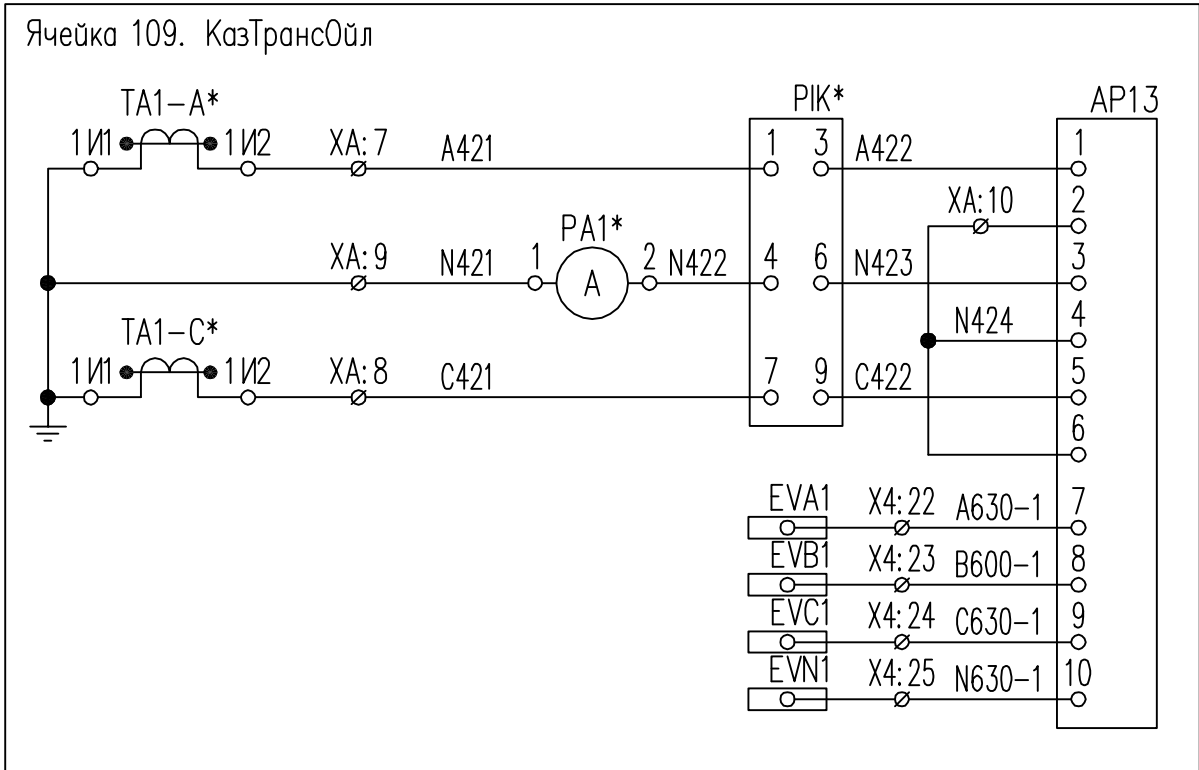 Ячейка 109. КазТрансОйл
TA1-A*
PIK*
AP13
1И1
1И2
XA:7
A421
1
3
A422
1
XA:10
2
PA1*
XA:9
N421
1
A
2
N422
4
6
N423
3
N424
4
TA1-C*
1И1
1И2
XA:8
C421
7
9
C422
5
6
EVA1
X4:22
A630-1
7
EVB1
X4:23
B600-1
8
EVC1
X4:24
C630-1
9
EVN1
X4:25
N630-1
10